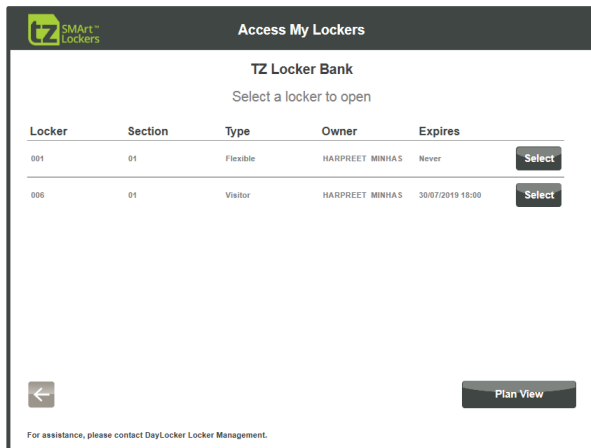 tz SMArt™ Lockers
Access My Lockers
TZ Locker Bank
Select a locker to open
Locker Section Type Owner Expires
001 01 Flexible HARPREET MINHAS Never Select
006 01 Visitor HARPREET MINHAS 30/07/2019 18:00 Select
Plan View
For assistance, please contact DayLocker Locker Management.